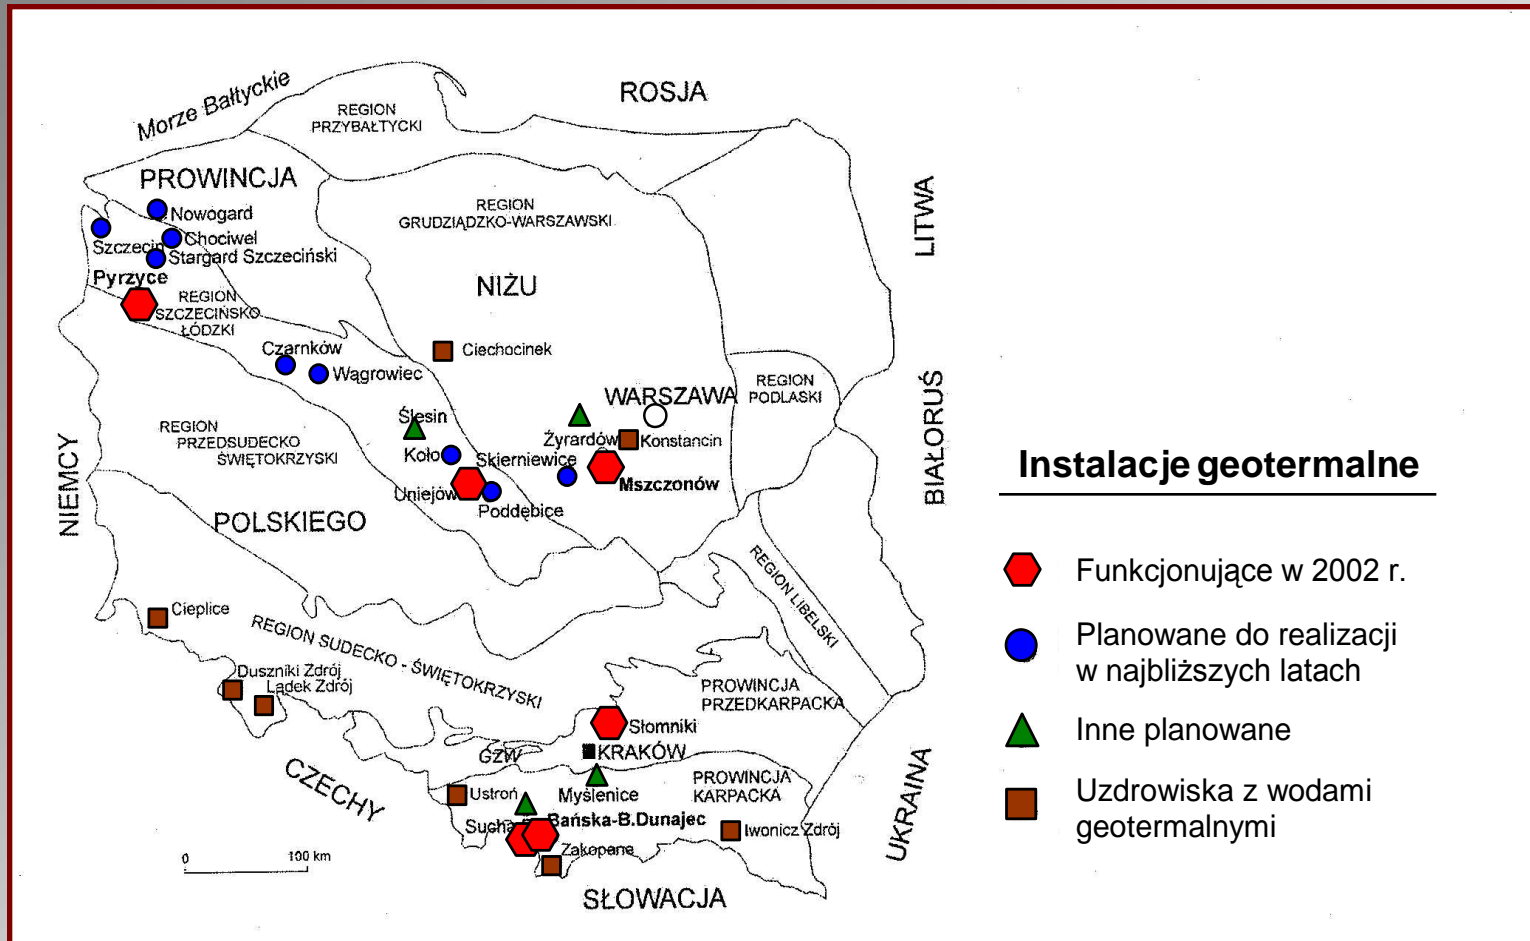 Morze Bałtyckie
ROSJA
REGION
PRZYBAŁTYCKI
PROWINCJA
LITWA
Nowogard
REGION
GRUDZIĄDZKO-WARSZAWSKI
Chociwel
Szczecin
Stargard Szczeciński
Pyrzyce
NIŻU
REGION
SZCZECIŃSKO
ŁÓDZKI
Czarnków
Ciechocinek
Wągrowiec
WARSZAWA
REGION
PODLASKI
BIAŁORUŚ
Ślesin
REGION
PRZEDSUDECKO
ŚWIĘTOKRZYSKI
Żyrardów
Konstancin
NIEMCY
Koło
Skierniewice
Mszczonów
Uniejów
Poddębice
POLSKIEGO
Instalacje geotermalne
Funkcjonujące w 2002 r.
Planowane do realizacji
w najbliższych latach
Inne planowane
Uzdrowiska z wodami
geotermalnymi
REGION LIBELSKI
Cieplice
REGION SUDECKO - ŚWIĘTOKRZYSKI
Duszniki Zdrój
Lądek Zdrój
PROWINCJA
PRZEDKARPACKA
Słomniki
GZW
KRAKÓW
CZECHY
Ustroń
Myślenice
PROWINCJA
KARPACKA
UKRAINA
Sucha
Bańska-B.Dunajec
Iwonicz Zdrój
Zakopane
0 100 km
SŁOWACJA